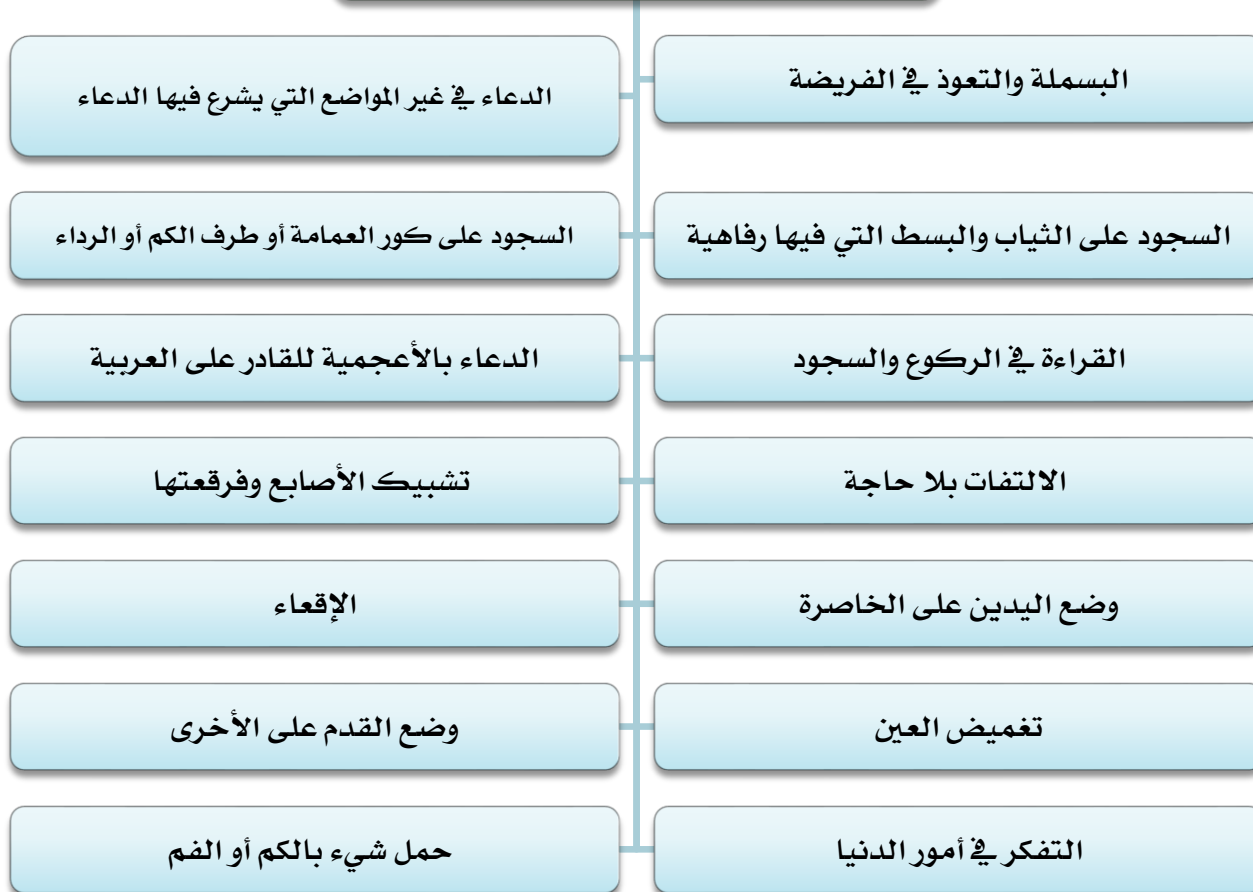 البسملة والتعوذ في الفريضة
الدعاء في غير المواضع التي يشرع فيها الدعاء
السجود على الثياب والبسط التي فيها رفاهية
السجود على كور العمامة أو طرف الكم أو الرداء
القراءة في الركوع والسجود
الدعاء بالأعجمية للقادر على العربية
الالتفات بلا حاجة
تشبيك الأصابع وفرقعتها
وضع اليدين على الخاصرة
الإقعاء
تغميض العين
وضع القدم على الأخرى
التفكر في أمور الدنيا
حمل شيء بالكم أو الفم